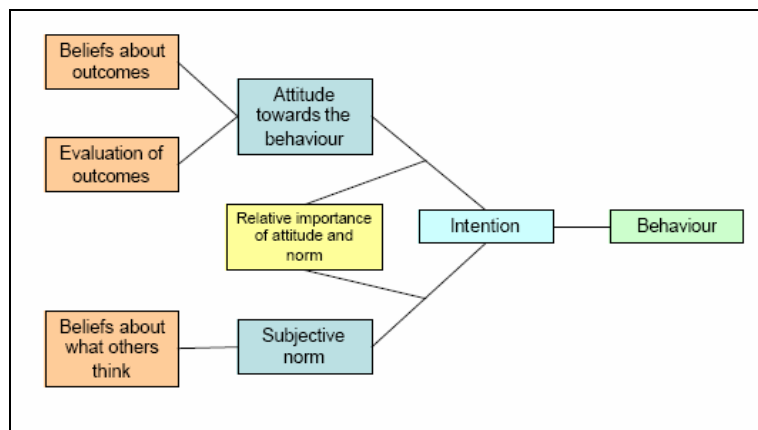 Beliefs about
outcomes
Evaluation of
outcomes
Attitude
towards the
behaviour
Relative importance
of attitude and
norm
Intention
Behaviour
Beliefs about
what others
think
Subjective
norm